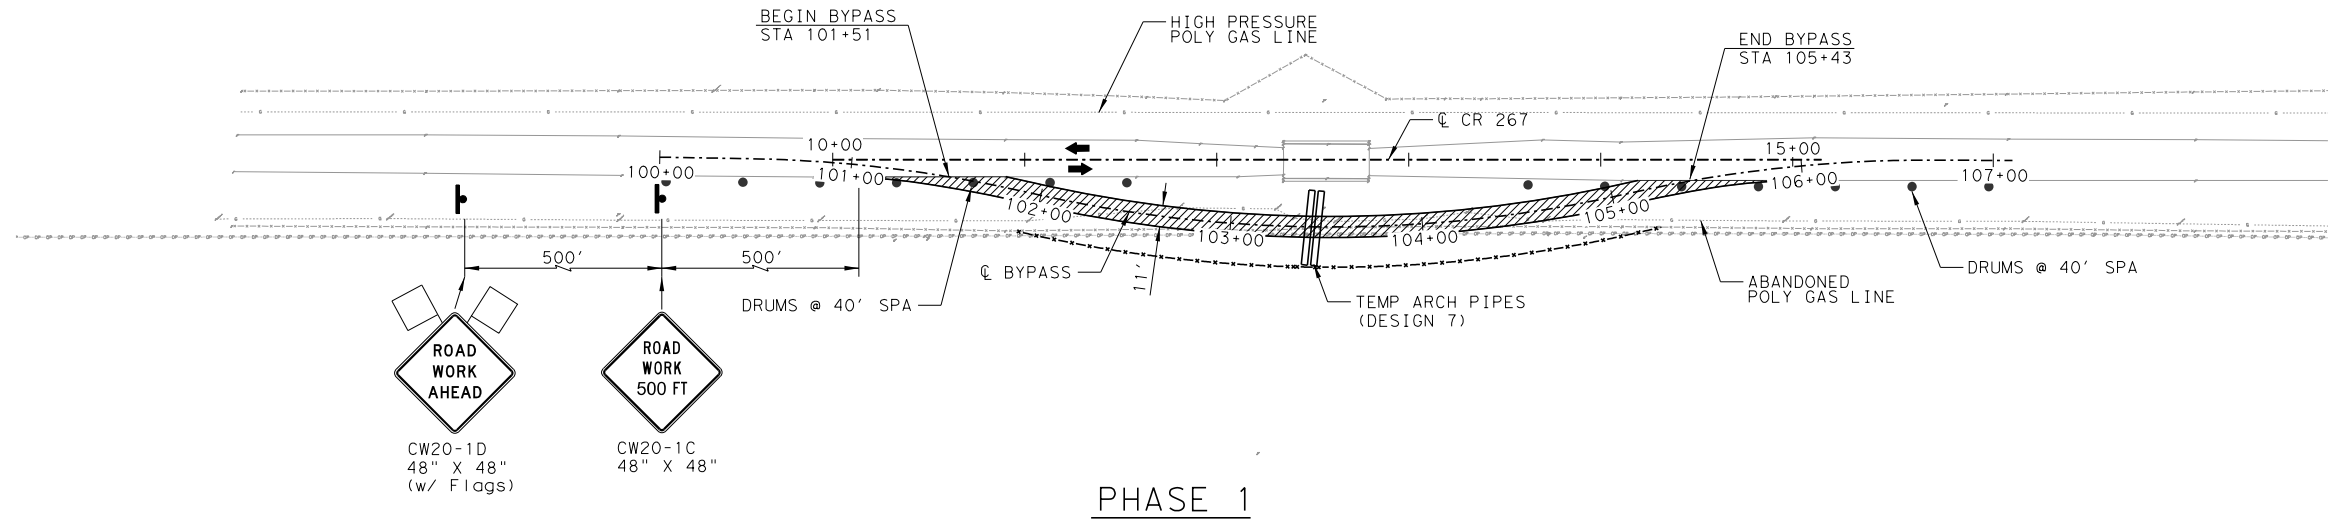 BEGIN BYPASS
STA 101+51
HIGH PRESSURE
POLY GAS LINE
END BYPASS
STA 105+43
℄ CR 267
10+00
15+00
100+00
101+00
102+00
103+00
104+00
105+00
106+00
107+00
500'
500'
℄ BYPASS
11'
DRUMS @ 40' SPA
DRUMS @ 40' SPA
TEMP ARCH PIPES
(DESIGN 7)
ABANDONED
POLY GAS LINE
ROAD
WORK
AHEAD
ROAD
WORK
500 FT
CW20-1D
48" X 48"
(w/ Flags)
CW20-1C
48" X 48"
PHASE 1